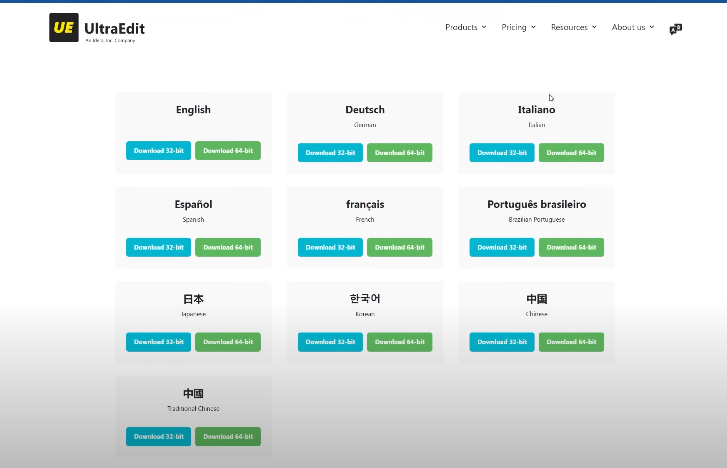 UE UltraEdit
An Idera, Inc. Company
Products Pricing Resources About us
English
Download 32-bit Download 64-bit
Deutsch
German
Download 32-bit Download 64-bit
Italiano
Italian
Download 32-bit Download 64-bit
Español
Spanish
Download 32-bit Download 64-bit
français
French
Download 32-bit Download 64-bit
Português brasileiro
Brazilian Portuguese
Download 32-bit Download 64-bit
日本
Japanese
Download 32-bit Download 64-bit
한국어
Korean
Download 32-bit Download 64-bit
中国
Chinese
Download 32-bit Download 64-bit
中國
Traditional Chinese
Download 32-bit Download 64-bit